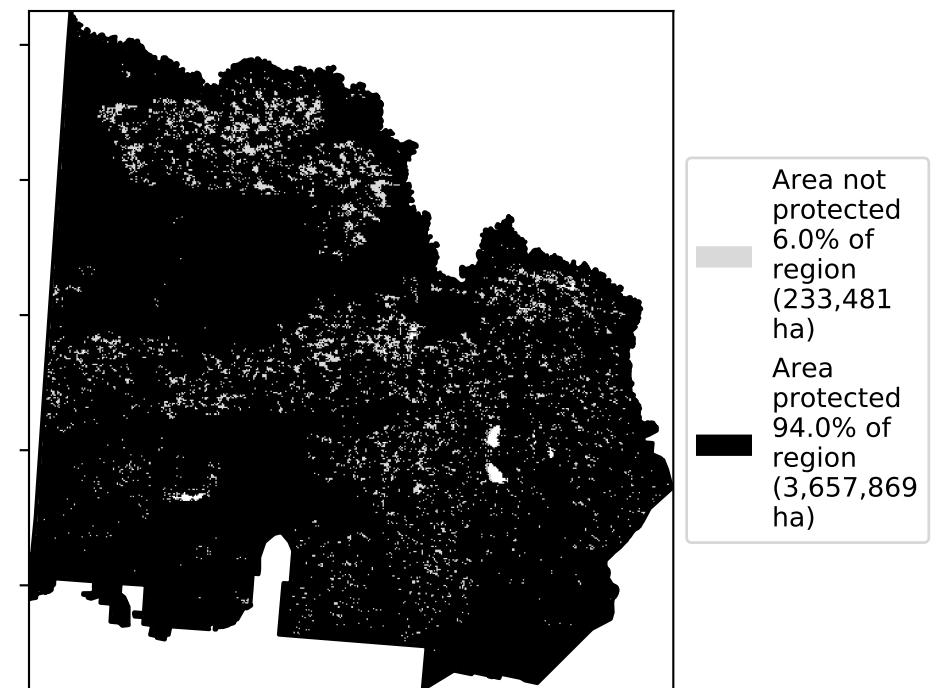 Area not
protected
6.0% of
region
(233,481
ha)
Area
protected
94.0% of
region
(3,657,869
ha)